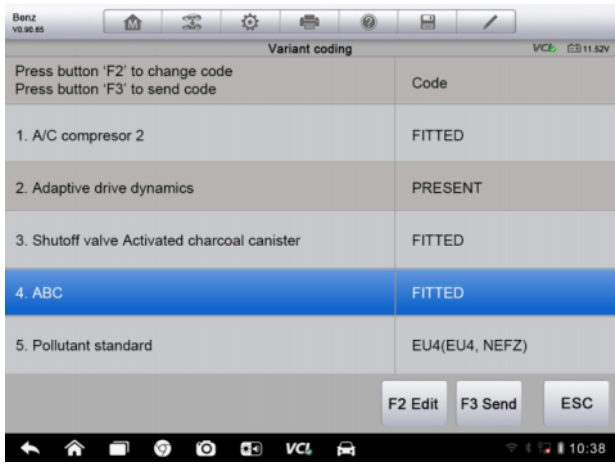 Benz
V0.90.65
M
Variant coding
VCI 11.52V
Press button 'F2' to change code
Press button 'F3' to send code
Code
1. A/C compresor 2
FITTED
2. Adaptive drive dynamics
PRESENT
3. Shutoff valve Activated charcoal canister
FITTED
4. ABC
FITTED
5. Pollutant standard
EU4(EU4, NEFZ)
F2 Edit
F3 Send
ESC
VCI
10:38